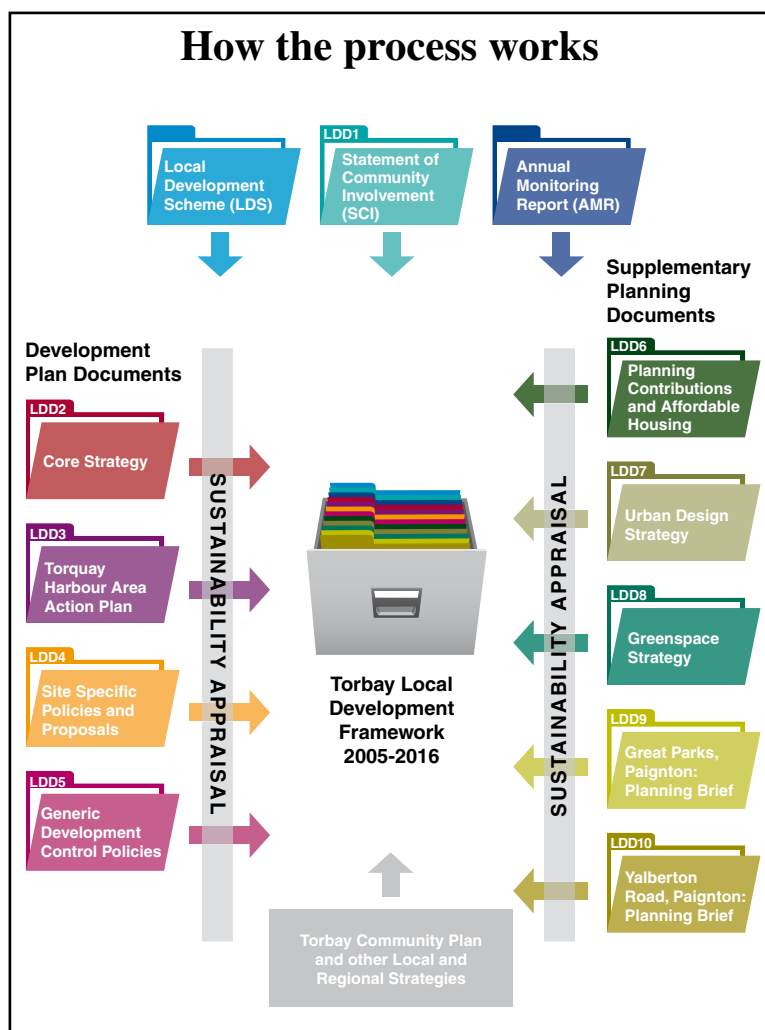 How the process works
Local
Development
Scheme (LDS)
LDD1
Statement of
Community
Involvement
(SCI)
Annual
Monitoring
Report (AMR)
Development
Plan Documents
LDD2
Core Strategy
LDD3
Torquay
Harbour Area
Action Plan
LDD4
Site Specific
Policies and
Proposals
LDD5
Generic
Development
Control Policies
SUSTAINABILITY APPRAISAL
Torbay Local
Development
Framework
2005-2016
Torbay Community Plan
and other Local and
Regional Strategies
SUSTAINABILITY APPRAISAL
Supplementary
Planning
Documents
LDD6
Planning
Contributions
and Affordable
Housing
LDD7
Urban Design
Strategy
LDD8
Greenspace
Strategy
LDD9
Great Parks,
Paignton:
Planning Brief
LDD10
Yalberton
Road, Paignton:
Planning Brief